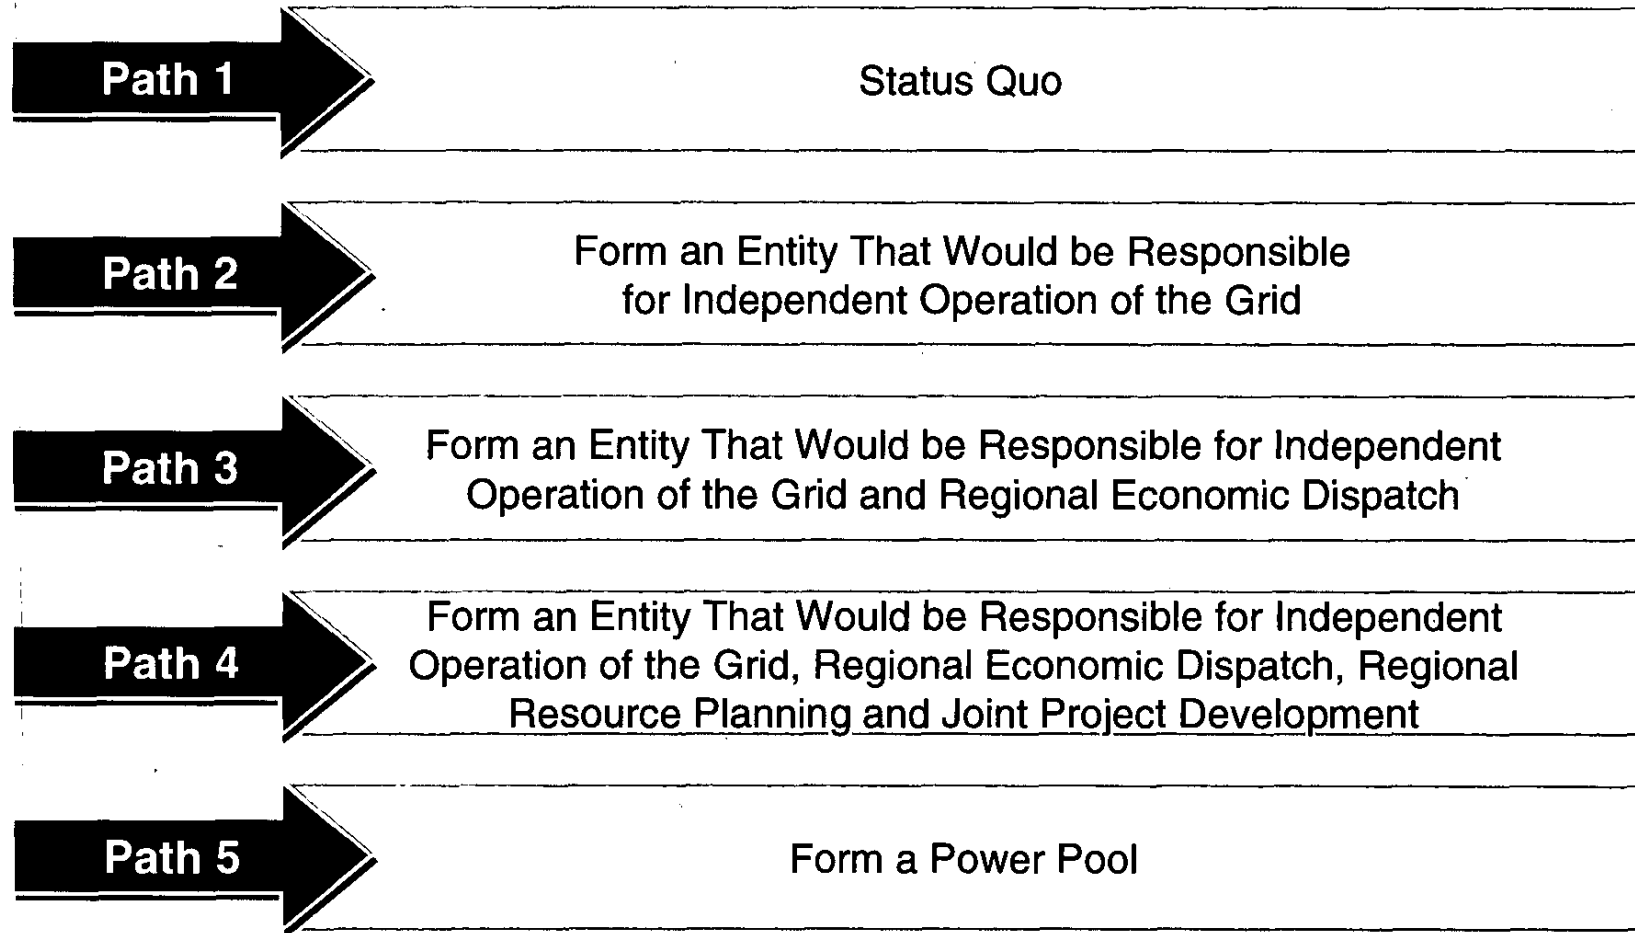 Path 1
Status Quo
Path 2
Form an Entity That Would be Responsible
for Independent Operation of the Grid
Path 3
Form an Entity That Would be Responsible for Independent
Operation of the Grid and Regional Economic Dispatch
Path 4
Form an Entity That Would be Responsible for Independent
Operation of the Grid, Regional Economic Dispatch, Regional
Resource Planning and Joint Project Development
Path 5
Form a Power Pool